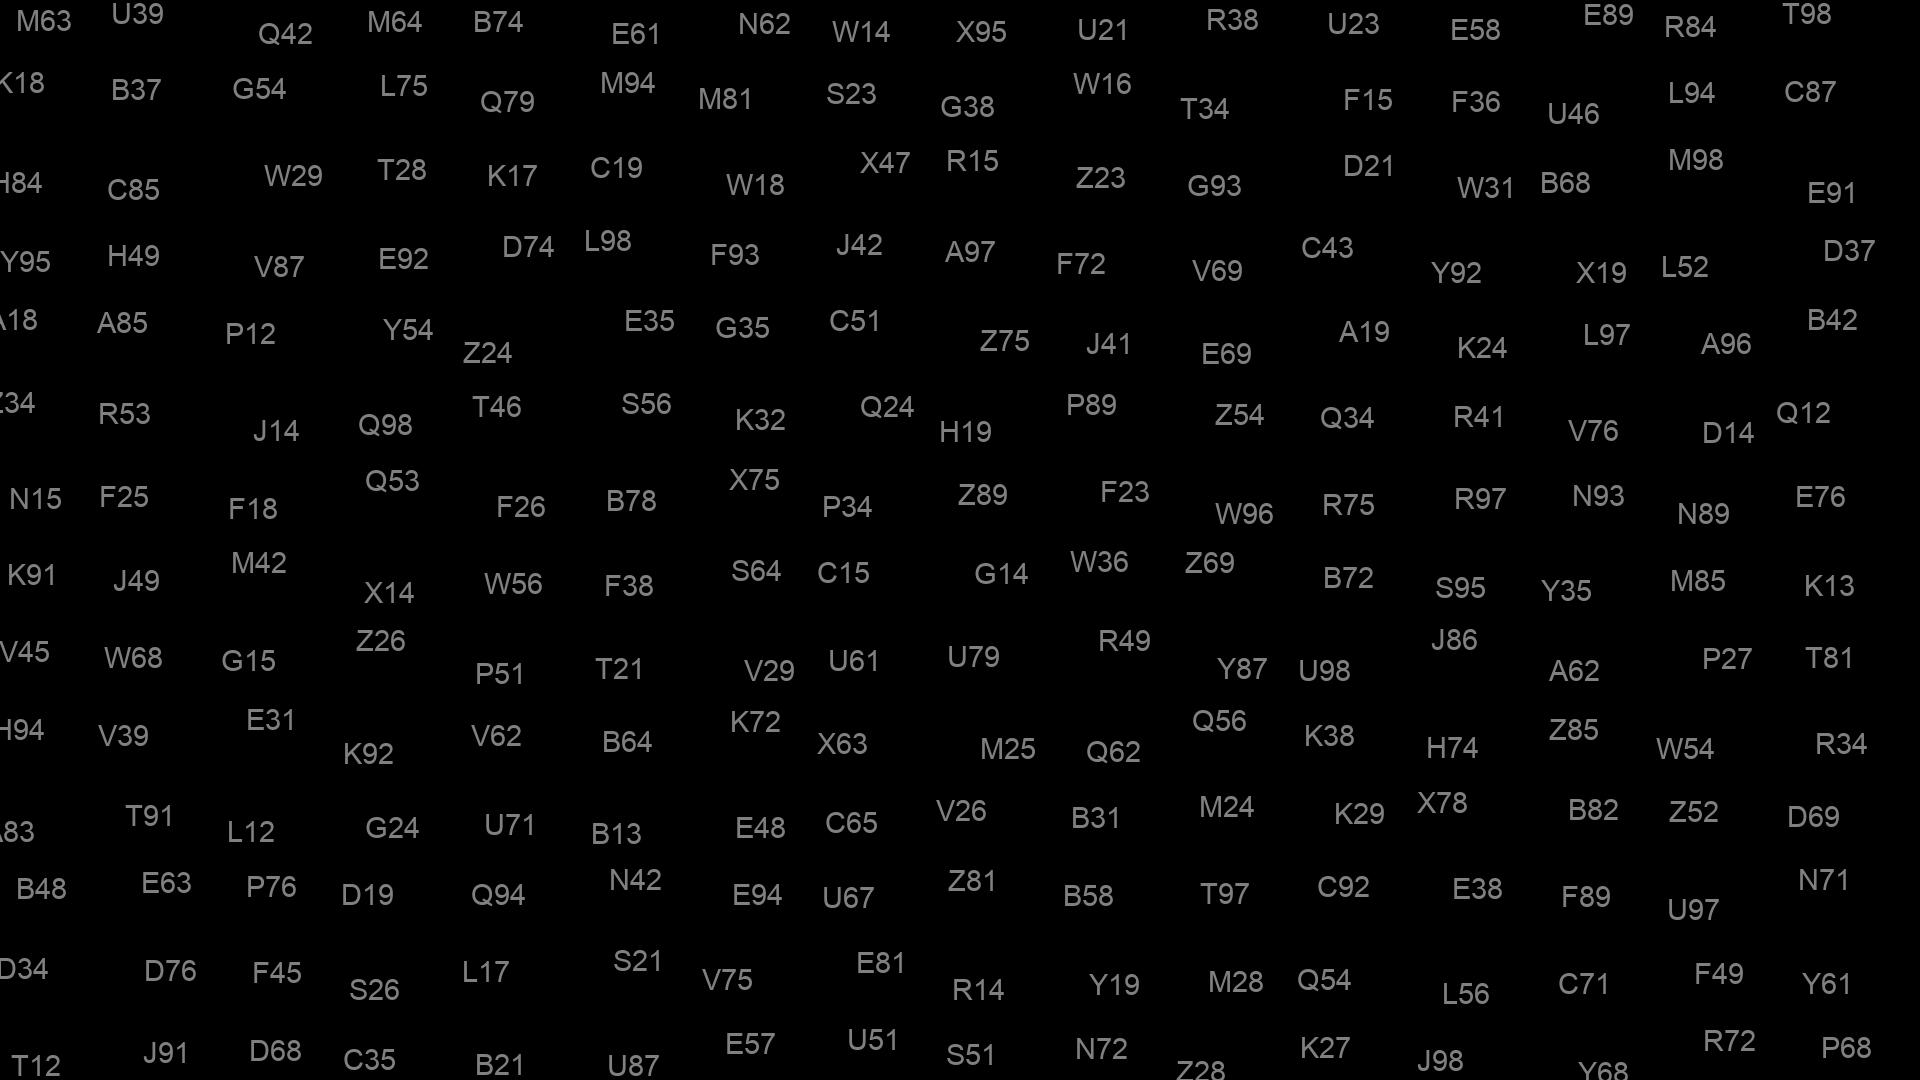 M63 U39 Q42 M64 B74 E61 N62 W14 X95 U21 R38 U23 E58 E89 R84 T98
K18 B37 G54 L75 Q79 M94 M81 S23 G38 W16 T34 F15 F36 U46 L94 C87
H84 C85 W29 T28 K17 C19 W18 X47 R15 Z23 G93 D21 W31 B68 M98 E91
Y95 H49 V87 E92 D74 L98 F93 J42 A97 F72 V69 C43 Y92 X19 L52 D37
A18 A85 P12 Y54 Z24 E35 G35 C51 Z75 J41 E69 A19 K24 L97 A96 B42
Z34 R53 J14 Q98 T46 S56 K32 Q24 H19 P89 Z54 Q34 R41 V76 D14 Q12
N15 F25 F18 Q53 F26 B78 X75 P34 Z89 F23 W96 R75 R97 N93 N89 E76
K91 J49 M42 X14 W56 F38 S64 C15 G14 W36 Z69 B72 S95 Y35 M85 K13
V45 W68 G15 Z26 P51 T21 V29 U61 U79 R49 Y87 U98 J86 A62 P27 T81
H94 V39 E31 K92 V62 B64 K72 X63 M25 Q62 Q56 K38 H74 Z85 W54 R34
A83 T91 L12 G24 U71 B13 E48 C65 V26 B31 M24 K29 X78 B82 Z52 D69
B48 E63 P76 D19 Q94 N42 E94 U67 Z81 B58 T97 C92 E38 F89 U97 N71
D34 D76 F45 S26 L17 S21 V75 E81 R14 Y19 M28 Q54 L56 C71 F49 Y61
T12 J91 D68 C35 B21 U87 E57 U51 S51 N72 Z28 K27 J98 Y68 R72 P68